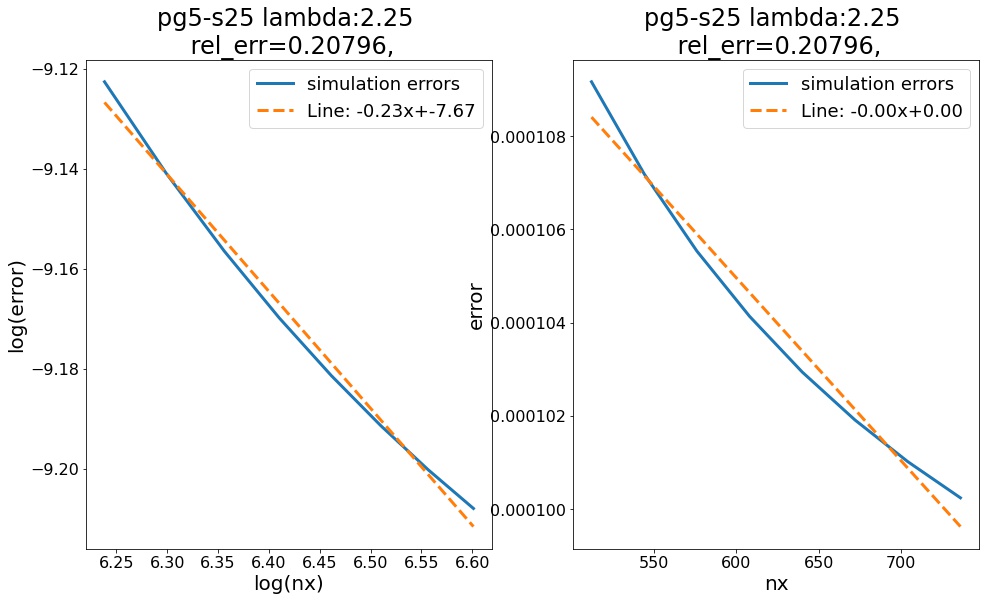 pg5-s25 lambda:2.25
rel_err=0.20796,
simulation errors
Line: -0.23x+-7.67
−9.12
−9.14
−9.16
−9.18
−9.20
log(error)
6.25
6.30
6.35
6.40
6.45
6.50
6.55
6.60
log(nx)
pg5-s25 lambda:2.25
rel_err=0.20796,
simulation errors
Line: -0.00x+0.00
0.000108
0.000106
0.000104
0.000102
0.000100
error
550
600
650
700
nx